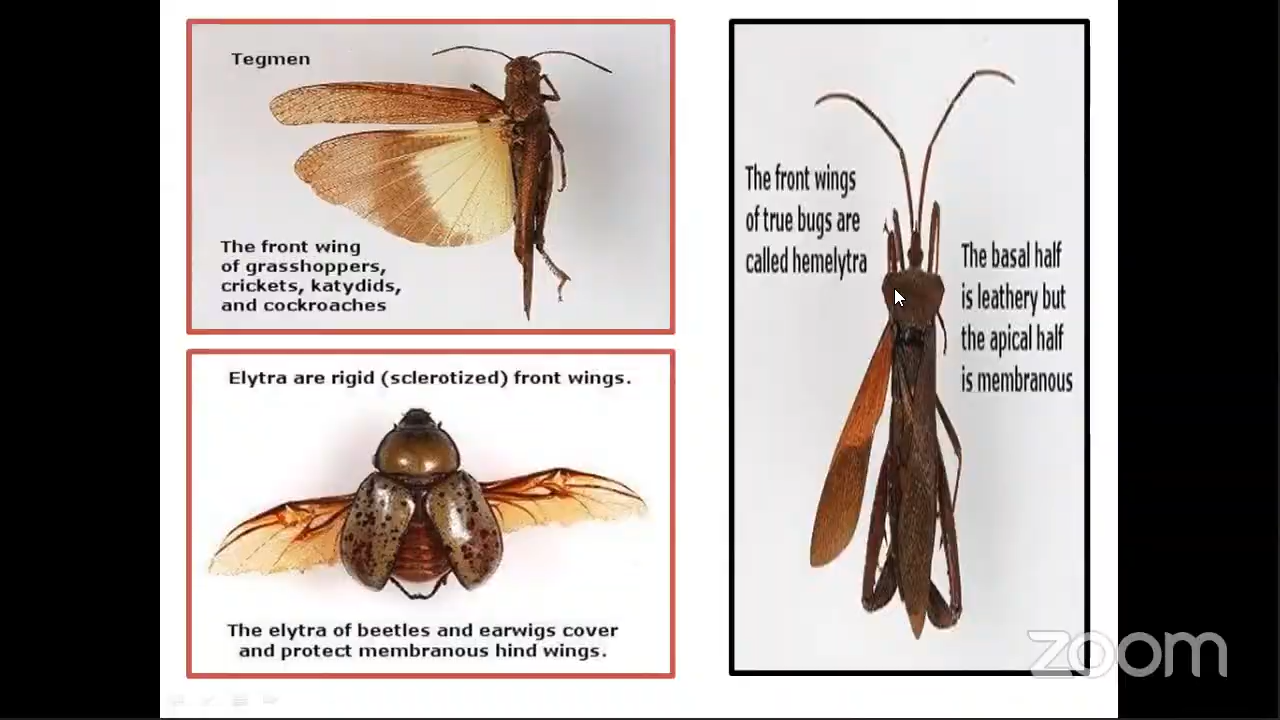 Tegmen
The front wing
of grasshoppers,
crickets, katydids,
and cockroaches
Elytra are rigid (sclerotized) front wings.
The elytra of beetles and earwigs cover
and protect membranous hind wings.
The front wings
of true bugs are
called hemelytra
The basal half
is leathery but
the apical half
is membranous
zoom